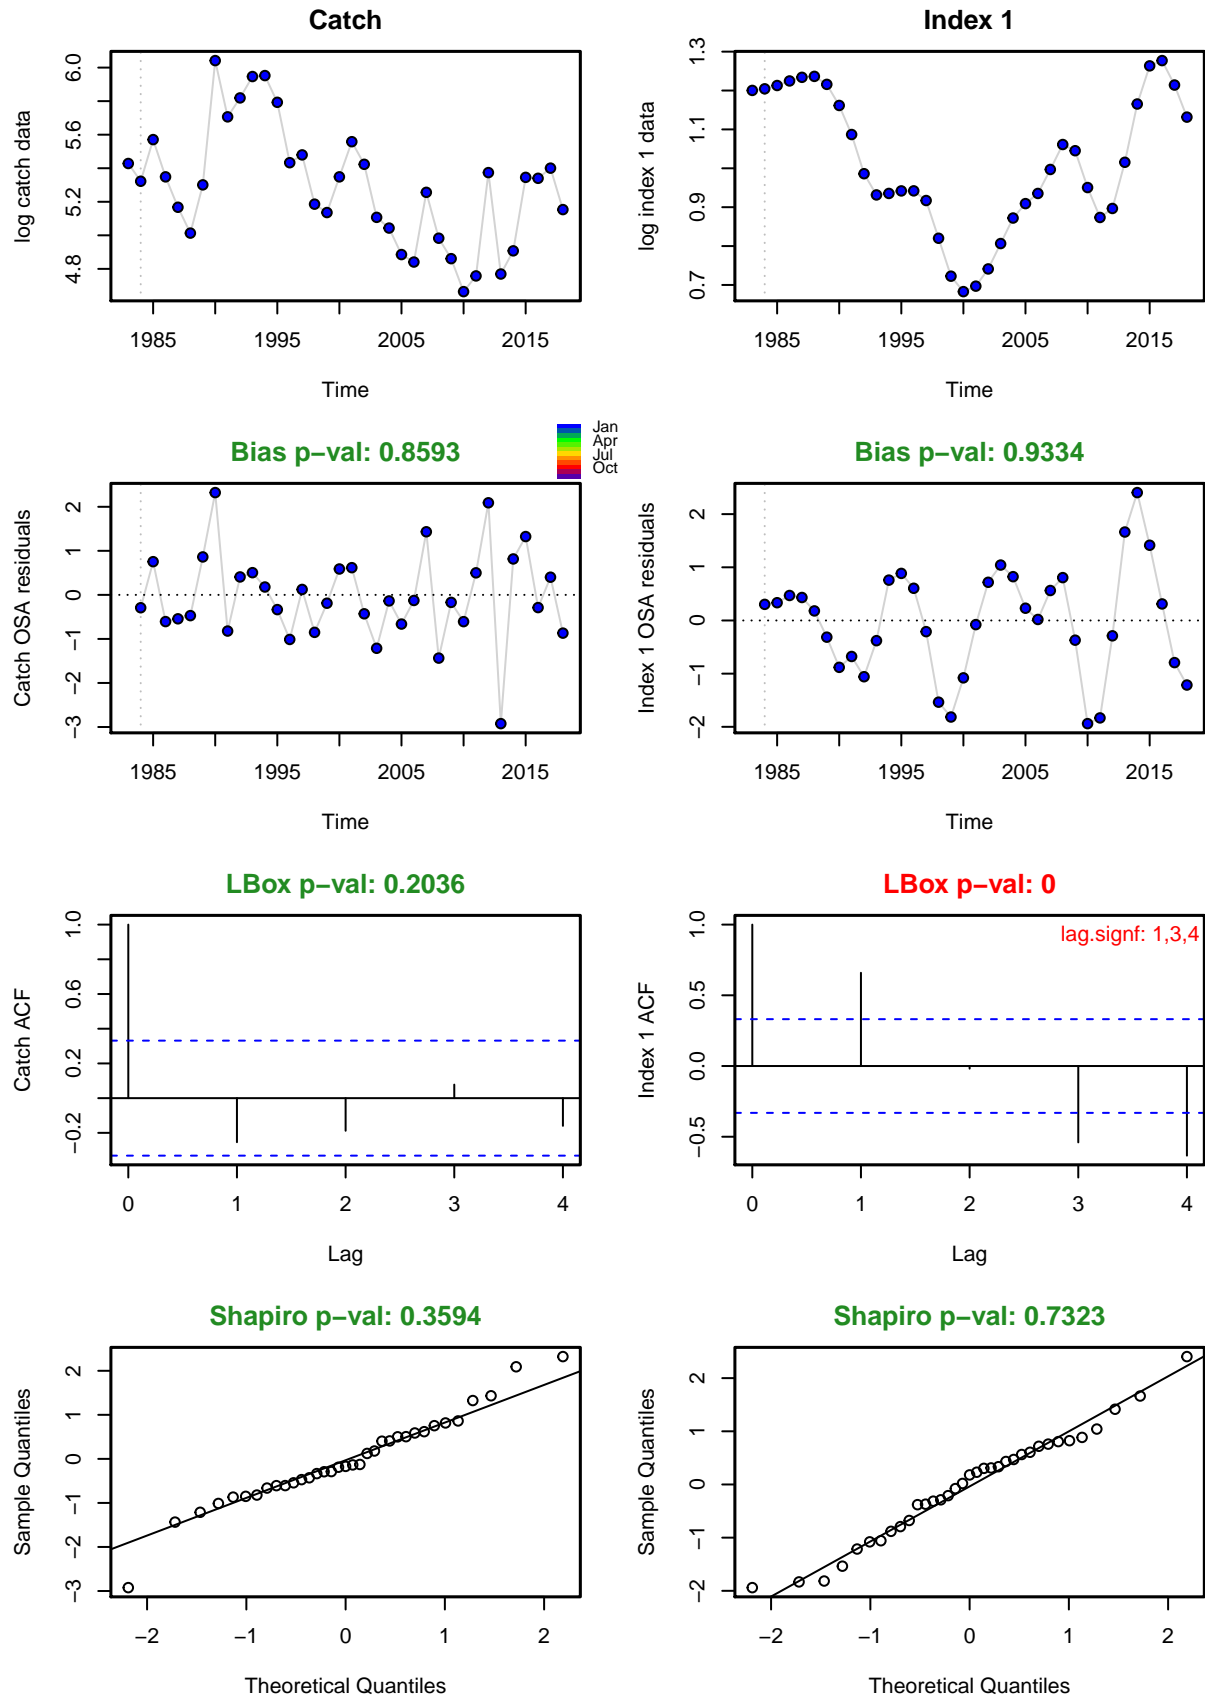 Catch
Index 1
log catch data
6.0
5.6
5.2
4.8
1985 1995 2005 2015
Time
log index 1 data
1.3
1.1
0.9
0.7
1985 1995 2005 2015
Time
Jan
Apr
Jul
Oct
Bias p−val: 0.8593
Bias p−val: 0.9334
Catch OSA residuals
2
1
0
−1
−2
−3
1985 1995 2005 2015
Time
Index 1 OSA residuals
2
1
0
−1
−2
1985 1995 2005 2015
Time
LBox p−val: 0.2036
LBox p−val: 0
Catch ACF
1.0
0.6
0.2
−0.2
0 1 2 3 4
Lag
lag.signf: 1,3,4
Index 1 ACF
1.0
0.5
0.0
−0.5
0 1 2 3 4
Lag
Shapiro p−val: 0.3594
Shapiro p−val: 0.7323
Sample Quantiles
2
1
0
−1
−2
−3
−2 −1 0 1 2
Theoretical Quantiles
Sample Quantiles
2
1
0
−1
−2
−2 −1 0 1 2
Theoretical Quantiles